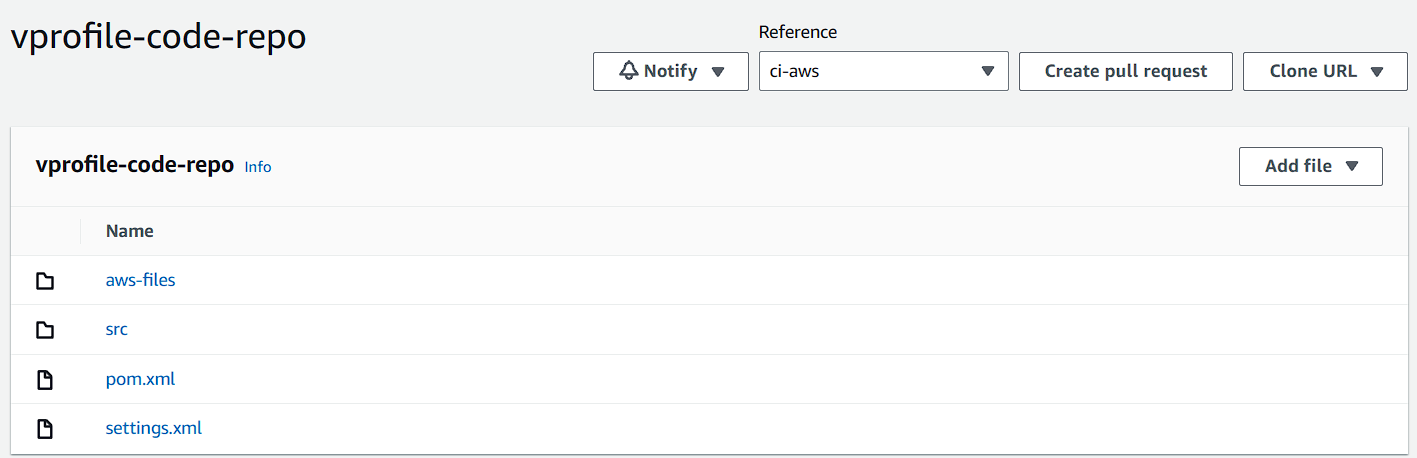 vprofile-code-repo
Reference
Notify
ci-aws
Create pull request
Clone URL
vprofile-code-repo Info
Add file
Name
aws-files
src
pom.xml
settings.xml